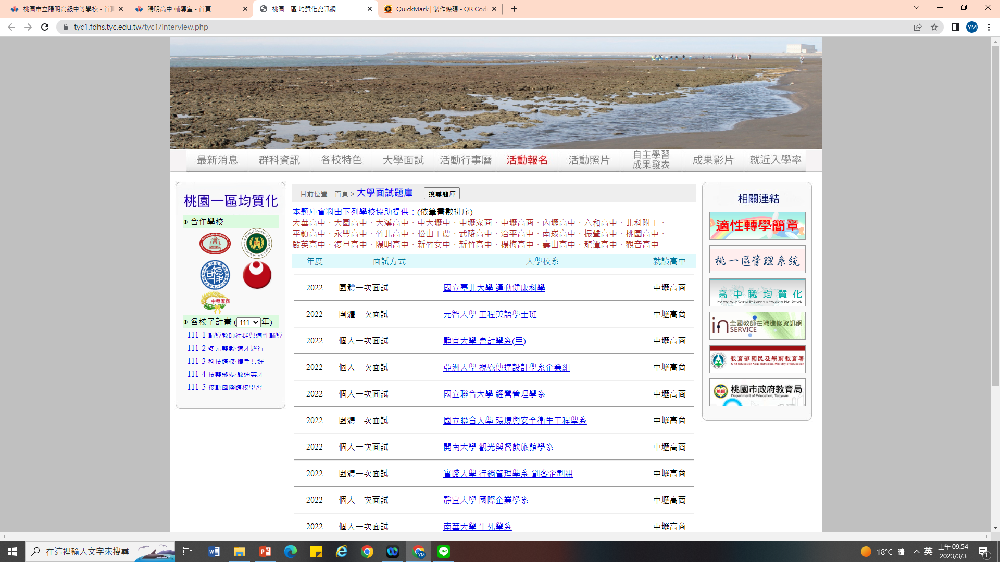 桃園市立陽明高級中等學校 - 首頁
陽明高中 輔導室 - 首頁
桃園一區 均質化資訊網
QuickMark | 製作條碼 - QR Cod
tyc1.fdhs.tyc.edu.tw/tyc1/interview.php
YM
最新消息
群科資訊
各校特色
大學面試
活動行事曆
活動報名
活動照片
自主學習
成果發表
成果影片
就近入學率
桃園一區均質化
合作學校
中壢家商
各校子計畫 (111年)
111-1 輔導教師社群與適性輔導
111-2 多元藝數‧適才壢行
111-3 科技跨校‧攜手共好
111-4 技藝飛揚‧啟迪英才
111-5 接軌國際跨校學習
目前位置：首頁 > 大學面試題庫 搜尋題庫
本題庫資料由下列學校協助提供：(依筆畫數排序)
大華高中、大園高中、大溪高中、中大壢中、中壢家商、中壢高商、內壢高中、六和高中、北科附工、
平鎮高中、永豐高中、竹北高中、松山工農、武陵高中、治平高中、南崁高中、振聲高中、桃園高中、
啟英高中、復旦高中、陽明高中、新竹女中、新竹高中、楊梅高中、壽山高中、龍潭高中、觀音高中
年度 面試方式 大學校系 就讀高中
2022 團體一次面試 國立臺北大學 運動健康科學 中壢高商
2022 團體一次面試 元智大學 工程英語學士班 中壢高商
2022 個人一次面試 靜宜大學 會計學系(甲) 中壢高商
2022 個人一次面試 亞洲大學 視覺傳達設計學系企業組 中壢高商
2022 個人一次面試 國立聯合大學 經營管理學系 中壢高商
2022 團體一次面試 國立聯合大學 環境與安全衛生工程學系 中壢高商
2022 個人一次面試 開南大學 觀光與餐飲旅館學系 中壢高商
2022 團體一次面試 實踐大學 行銷管理學系-創客企劃組 中壢高商
2022 個人一次面試 靜宜大學 國際企業學系 中壢高商
2022 個人一次面試 南華大學 生死學系 中壢高商
相關連結
適性轉學簡章
桃一區管理系統
高中職均質化
Homogeneous Community Senior and Vocational High Schools
in SERVICE 全國教師在職進修資訊網
教育部國民及學前教育署
K-12 Education Administration, Ministry of Education
桃園市政府教育局
Department of Education, Taoyuan
在這裡輸入文字來搜尋
18°C 晴
英
上午 09:54
2023/3/3
1